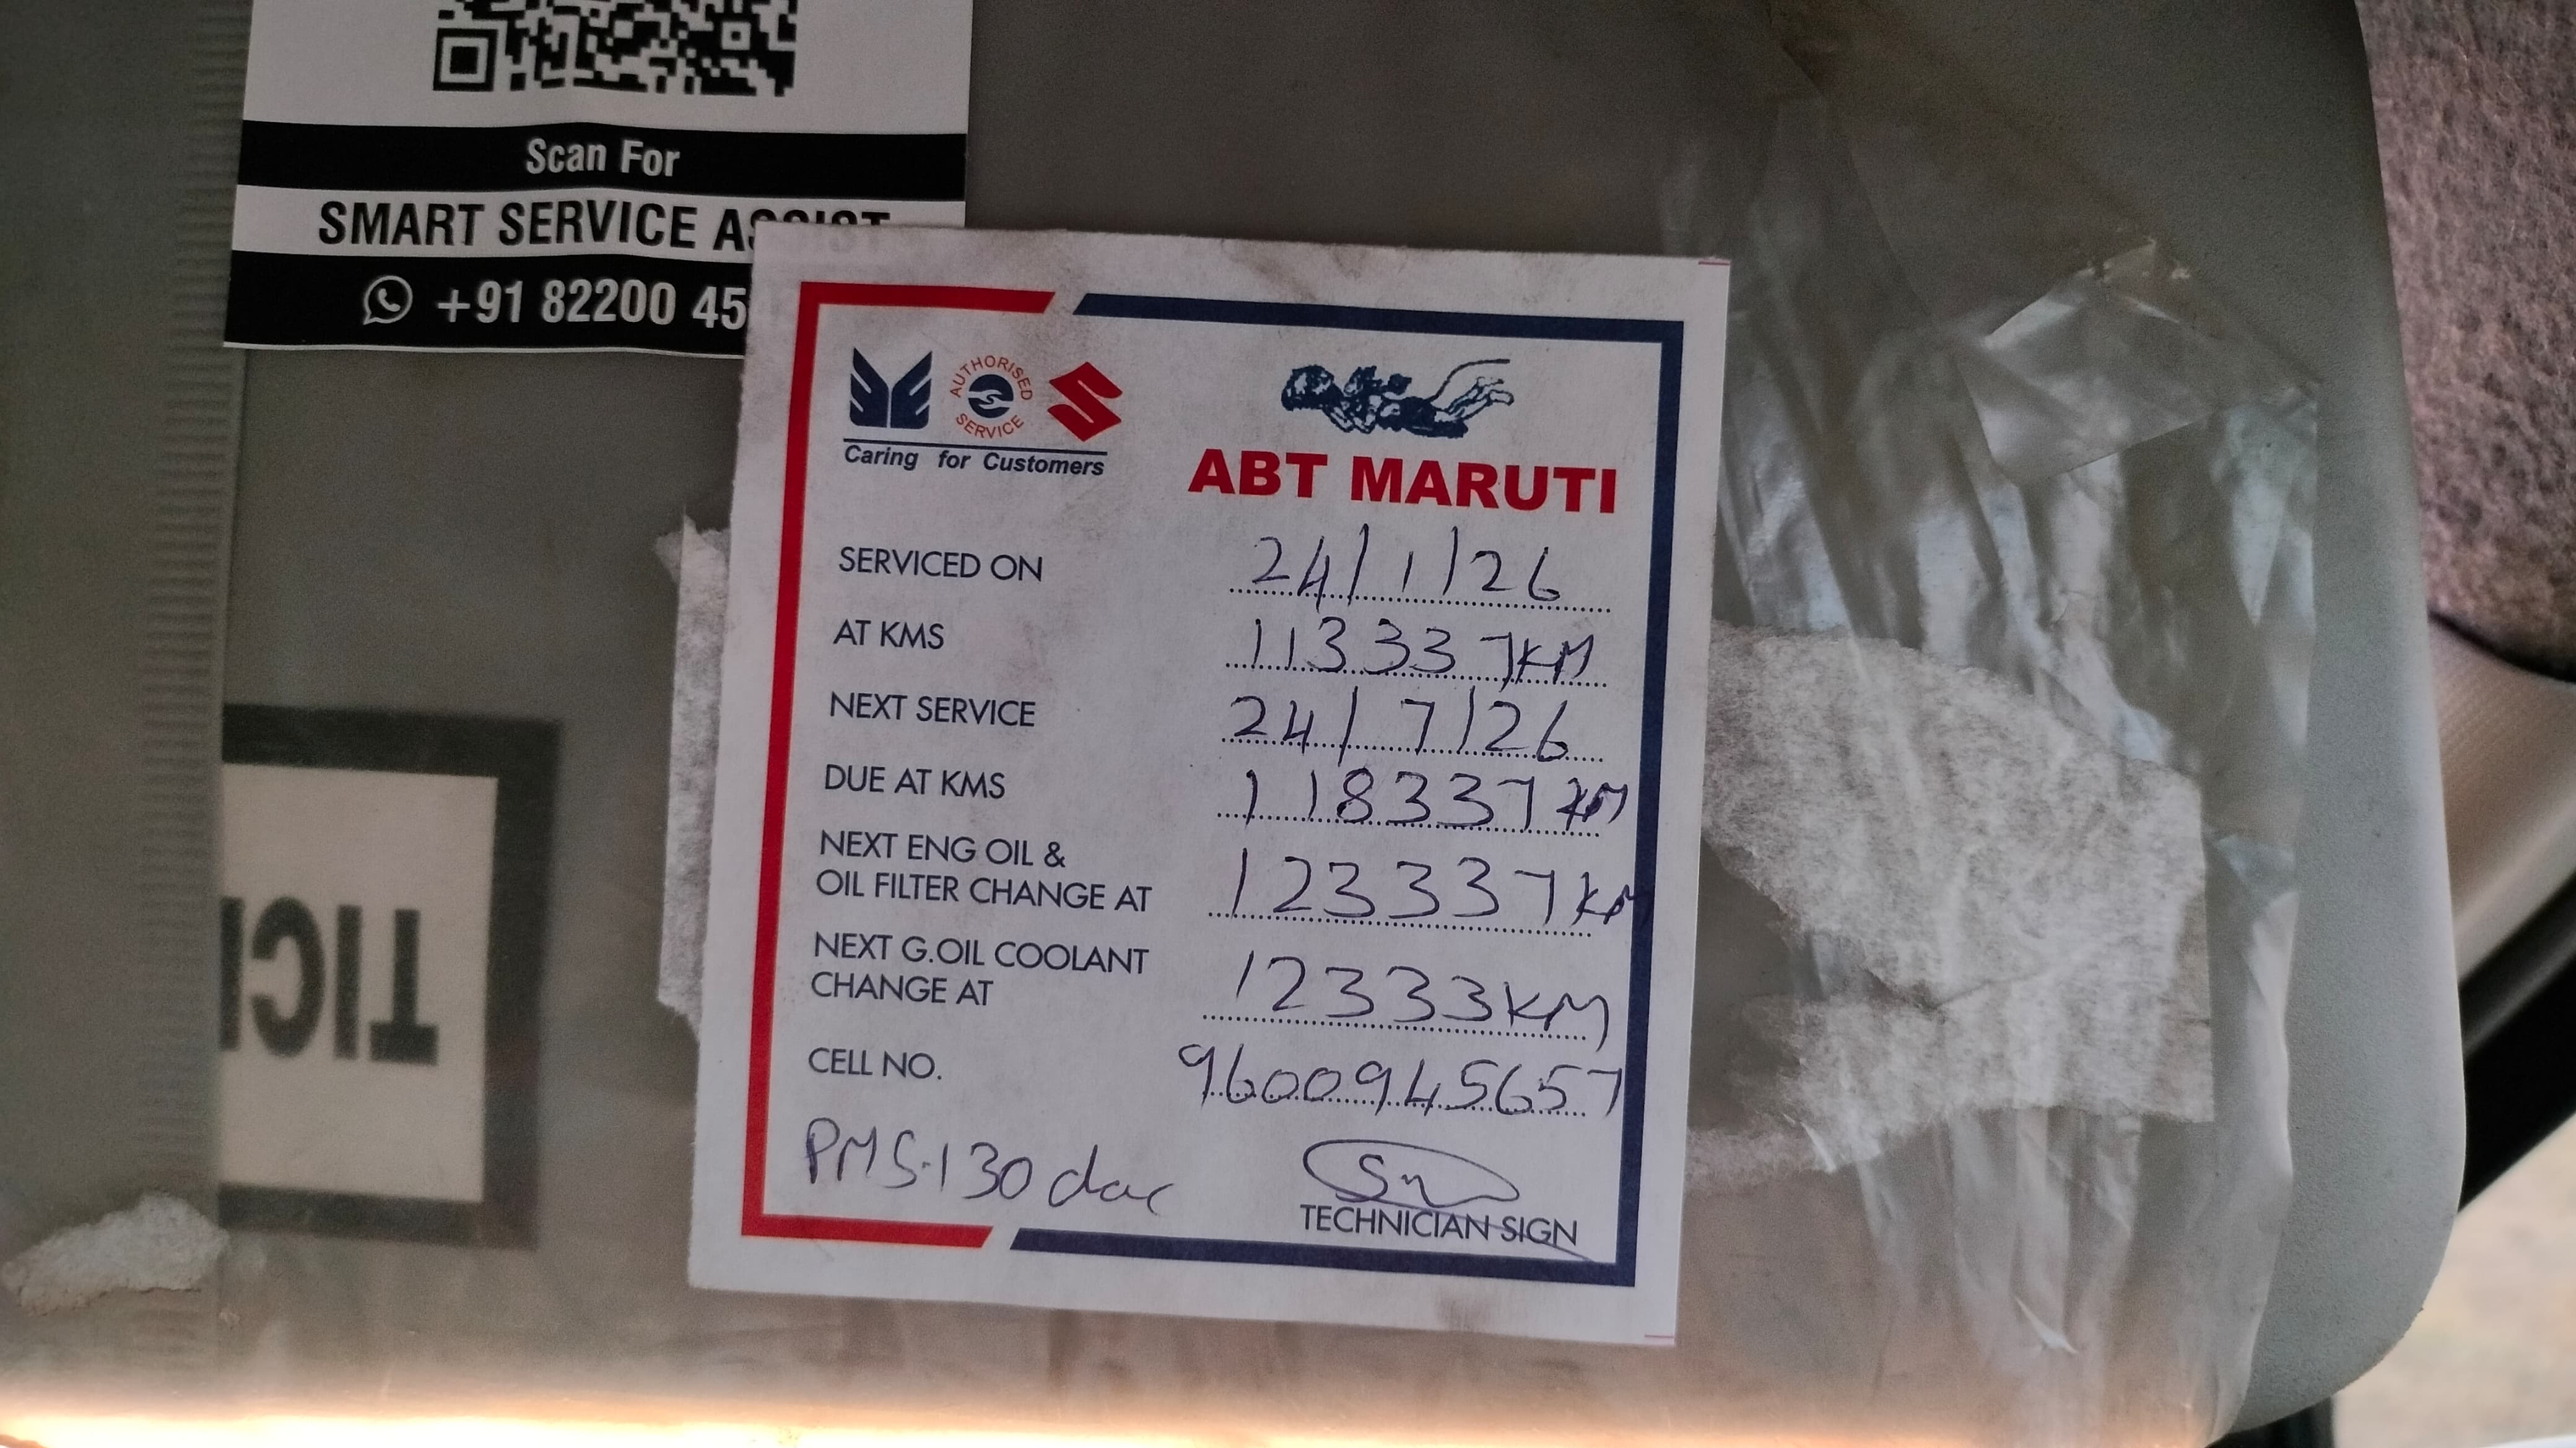 Scan For
SMART SERVICE ASSIST
+91 82200 45
AUTHORISED SERVICE
Caring for Customers
ABT MARUTI
SERVICED ON 24/1/26
AT KMS 113337KM
NEXT SERVICE 24/7/26
DUE AT KMS 118337KM
NEXT ENG OIL &
OIL FILTER CHANGE AT 123337KM
NEXT G.OIL COOLANT
CHANGE AT 12333KM
CELL NO. 9600945657
PMS-130
TECHNICIAN SIGN
TIC